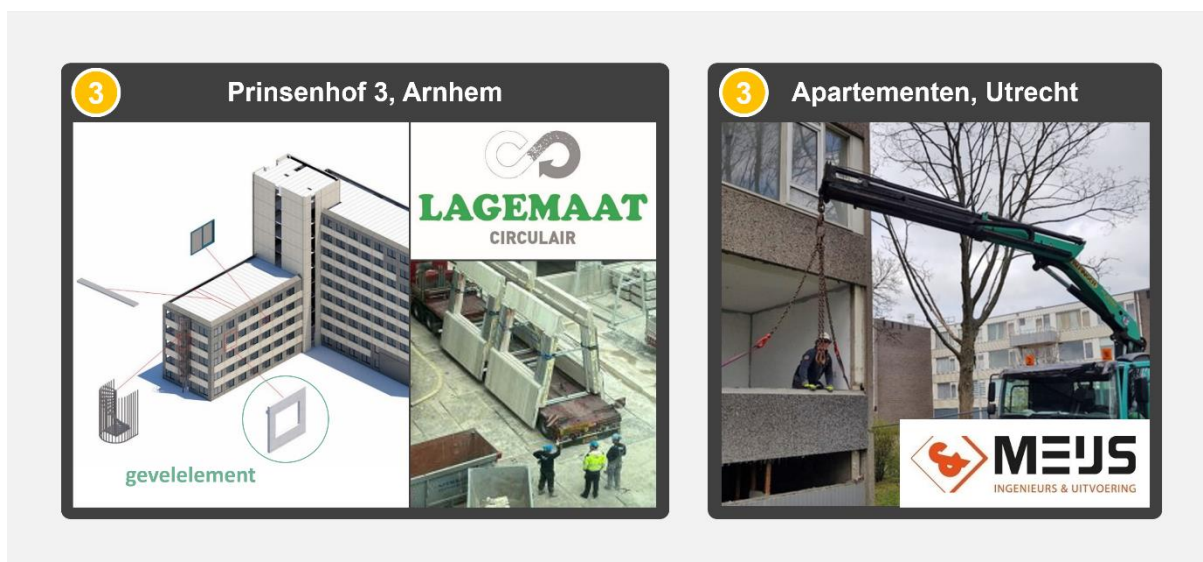 3
Prinsenhof 3, Arnhem
LAGEMAAT
CIRCULAIR
gevelelement
3
Apartementen, Utrecht
MEIJS
INGENIEURS & UITVOERING